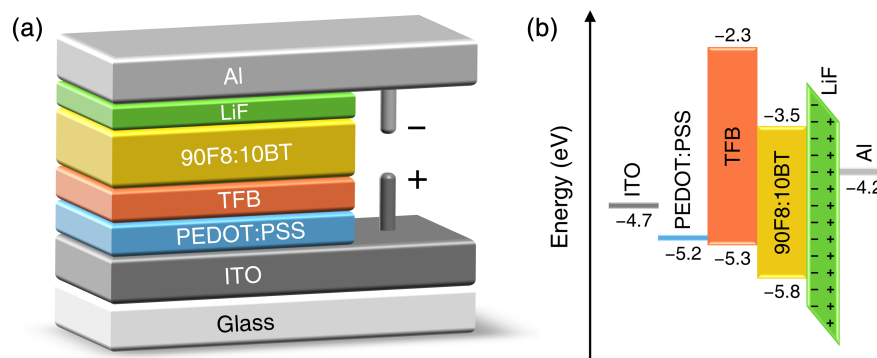 (a)
Al
LiF
90F8:10BT
TFB
PEDOT:PSS
ITO
Glass
−
+
(b)
Energy (eV)
ITO
−4.7
PEDOT:PSS
−5.2
−2.3
TFB
−5.3
−3.5
90F8:10BT
−5.8
LiF
− − − − − − − − − − − − −
+ + + + + + + + + + + + +
Al
−4.2